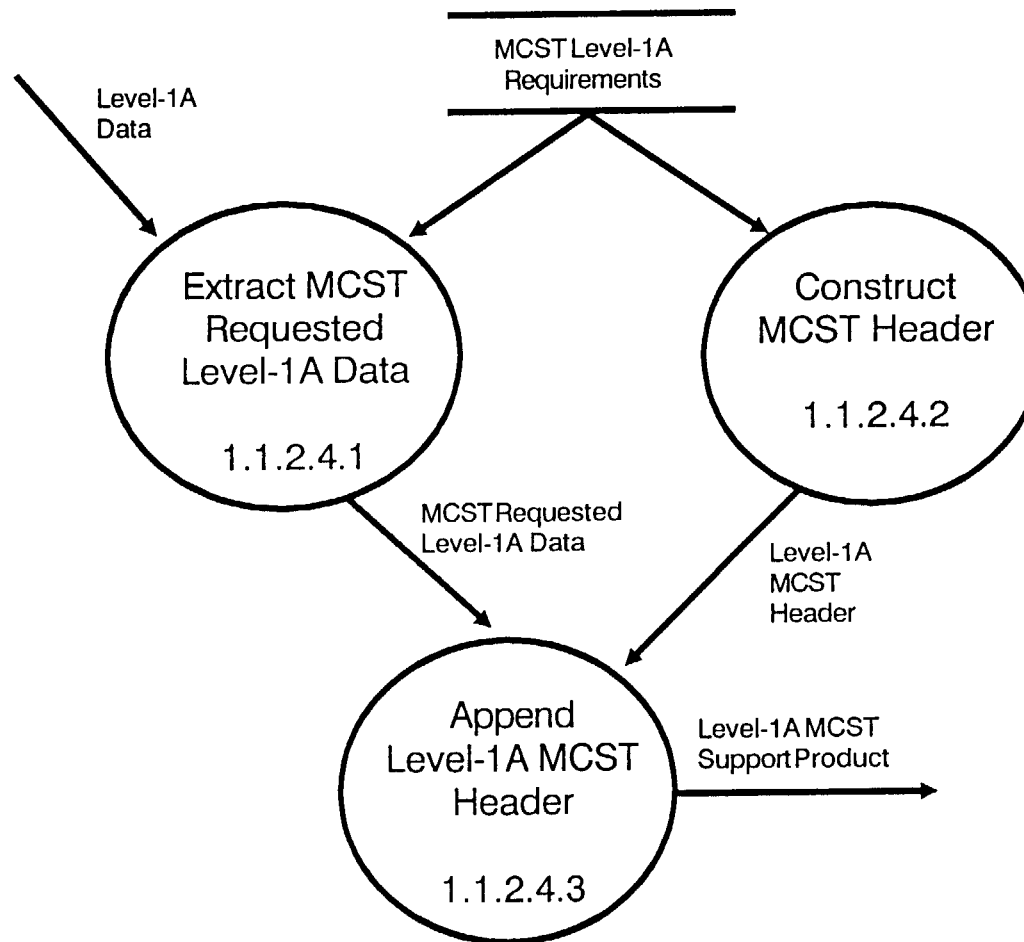 MCST Level-1A
Requirements
Level-1A
Data
Extract MCST
Requested
Level-1A Data
1.1.2.4.1
Construct
MCST Header
1.1.2.4.2
MCST Requested
Level-1A Data
Level-1A
MCST
Header
Append
Level-1A MCST
Header
1.1.2.4.3
Level-1A MCST
Support Product